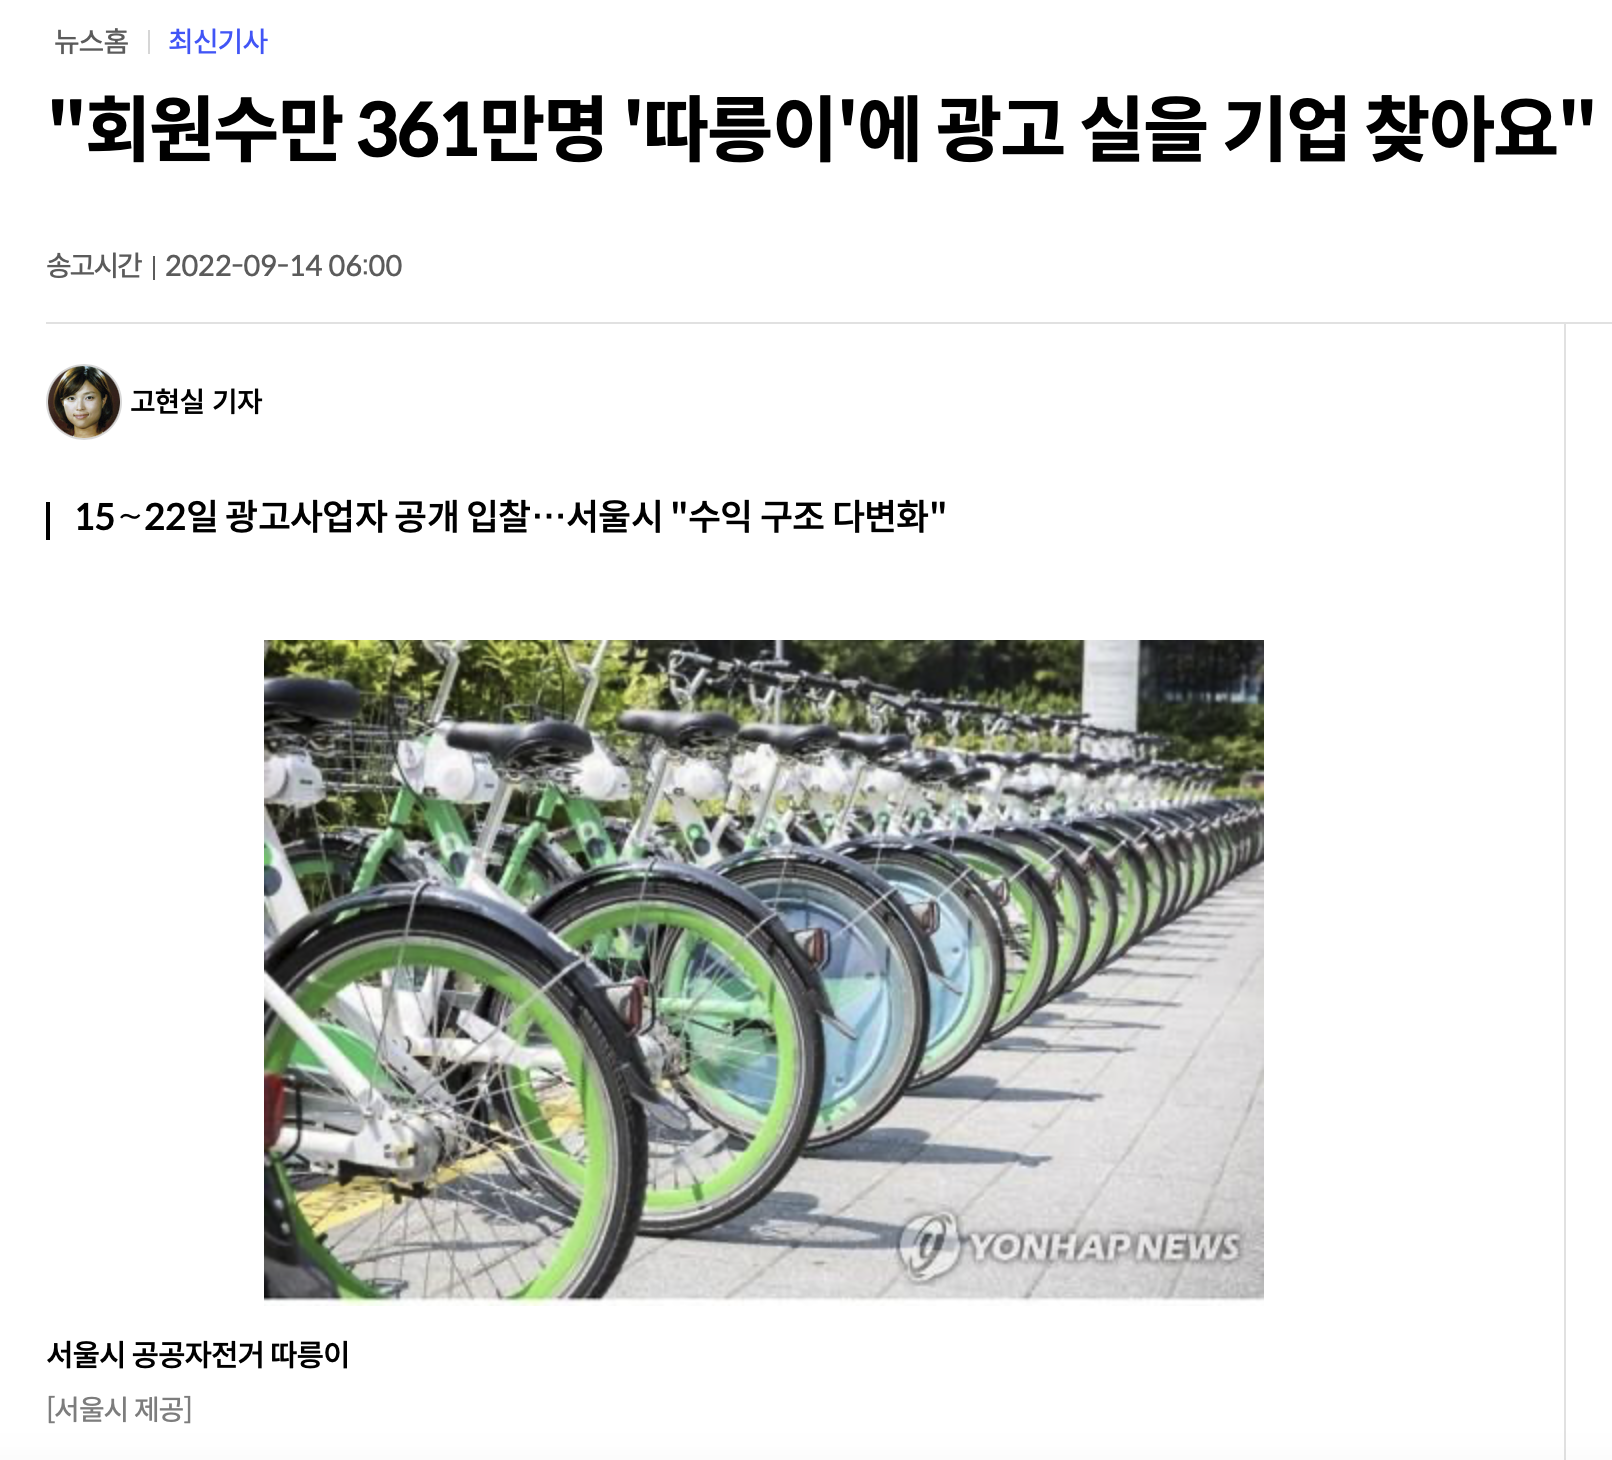 뉴스홈 | 최신기사
"회원수만 361만명 '따릉이'에 광고 실을 기업 찾아요"
송고시간 | 2022-09-14 06:00
고현실 기자
15∼22일 광고사업자 공개 입찰…서울시 "수익 구조 다변화"
YONHAP NEWS
서울시 공공자전거 따릉이
[서울시 제공]